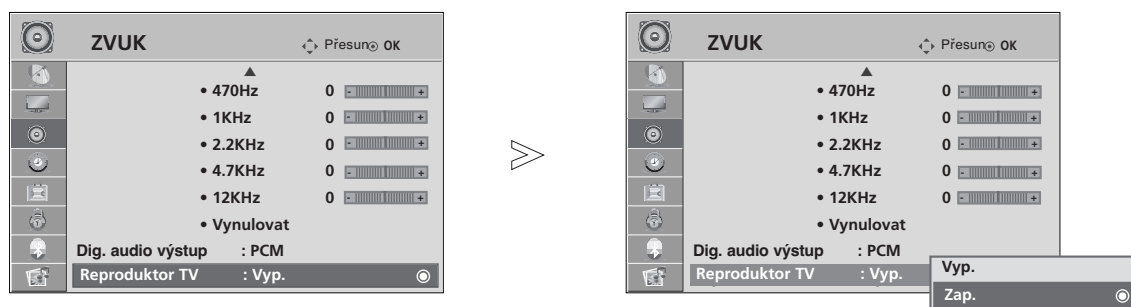 ZVUK Přesun OK
• 470Hz 0 - +
• 1KHz 0 - +
• 2.2KHz 0 - +
• 4.7KHz 0 - +
• 12KHz 0 - +
• Vynulovat
Dig. audio výstup : PCM
Reproduktor TV : Vyp.
ZVUK Přesun OK
• 470Hz 0 - +
• 1KHz 0 - +
• 2.2KHz 0 - +
• 4.7KHz 0 - +
• 12KHz 0 - +
• Vynulovat
Dig. audio výstup : PCM
Reproduktor TV : Vyp.
Vyp.
Zap.